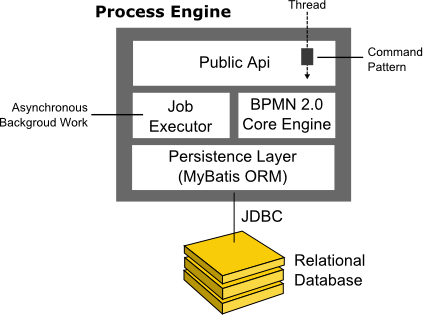 Process Engine
Thread
Public Api
Command
Pattern
Asynchronous
Backgroud Work
Job
Executor
BPMN 2.0
Core Engine
Persistence Layer
(MyBatis ORM)
JDBC
Relational
Database